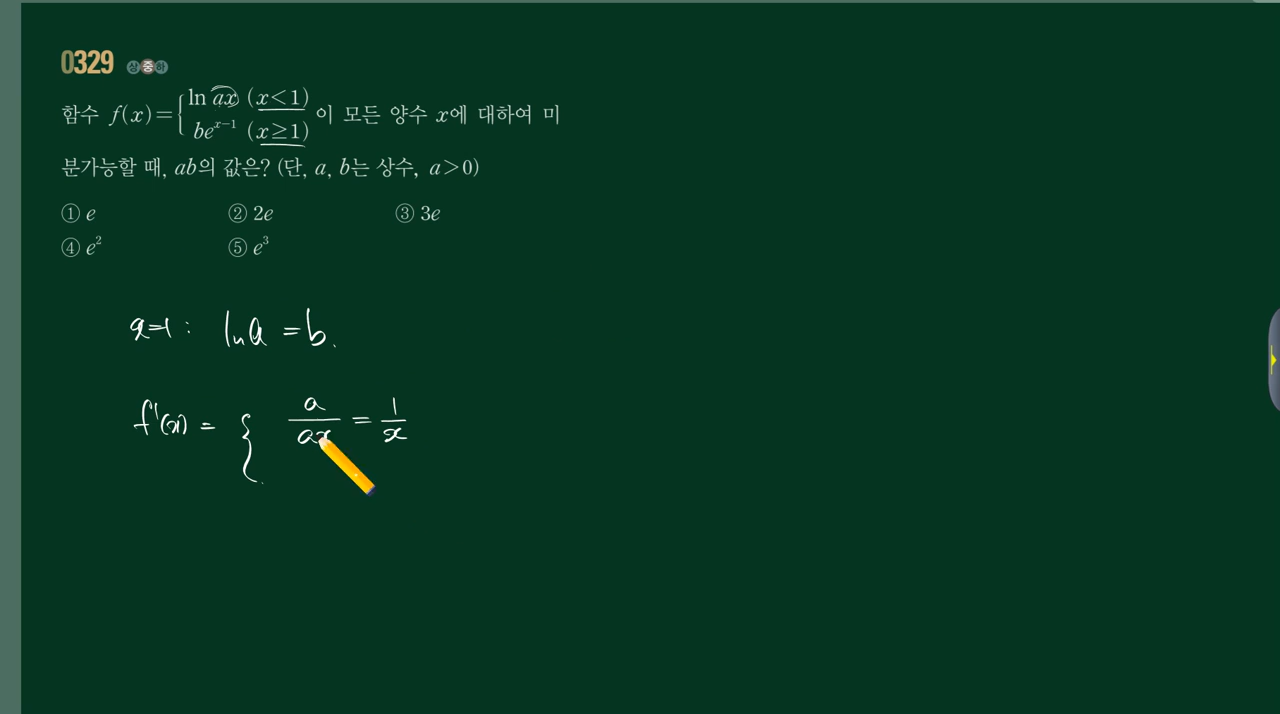 0329 상중하
함수 f(x)={ln ax (x<1) be^{x-1} (x≥1) 이 모든 양수 x에 대하여 미
분가능할 때, ab의 값은? (단, a, b는 상수, a>0)
① e ② 2e ③ 3e
④ e² ⑤ e³
x=1 : ln a = b.
f'(x) = { a/ax = 1/x